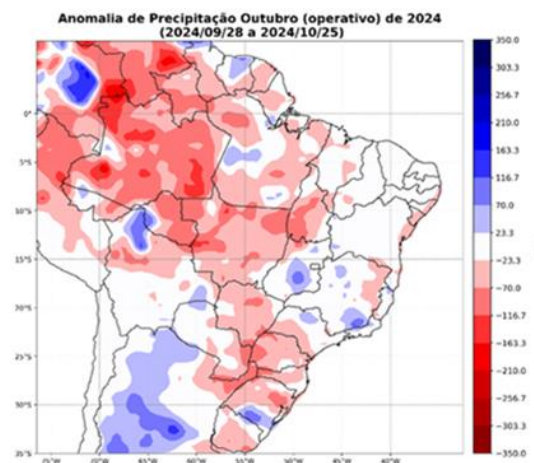 Anomalia de Precipitação Outubro (operativo) de 2024
(2024/09/28 a 2024/10/25)
350.0
303.3
256.7
210.0
163.3
116.7
70.0
23.3
−23.3
−70.0
−116.7
−163.3
−210.0
−256.7
−303.3
−350.0
0°
5°S
10°S
15°S
20°S
25°S
30°S
35°S